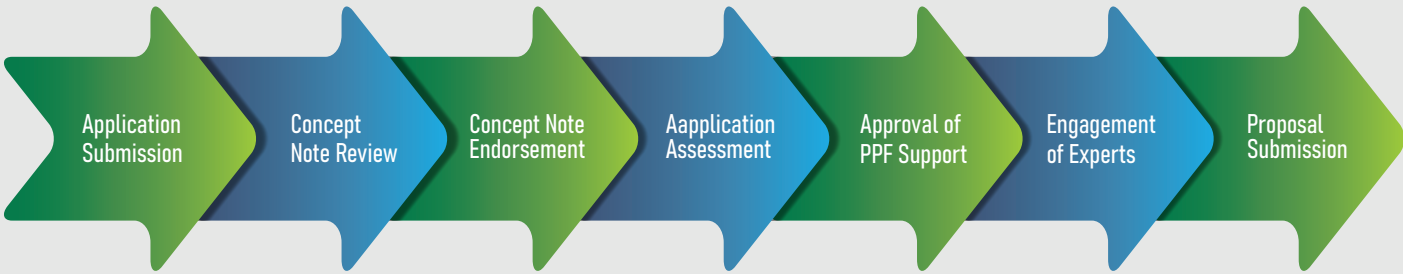 Application
Submission
Concept
Note Review
Concept Note
Endorsement
Aapplication
Assessment
Approval of
PPF Support
Engagement
of Experts
Proposal
Submission